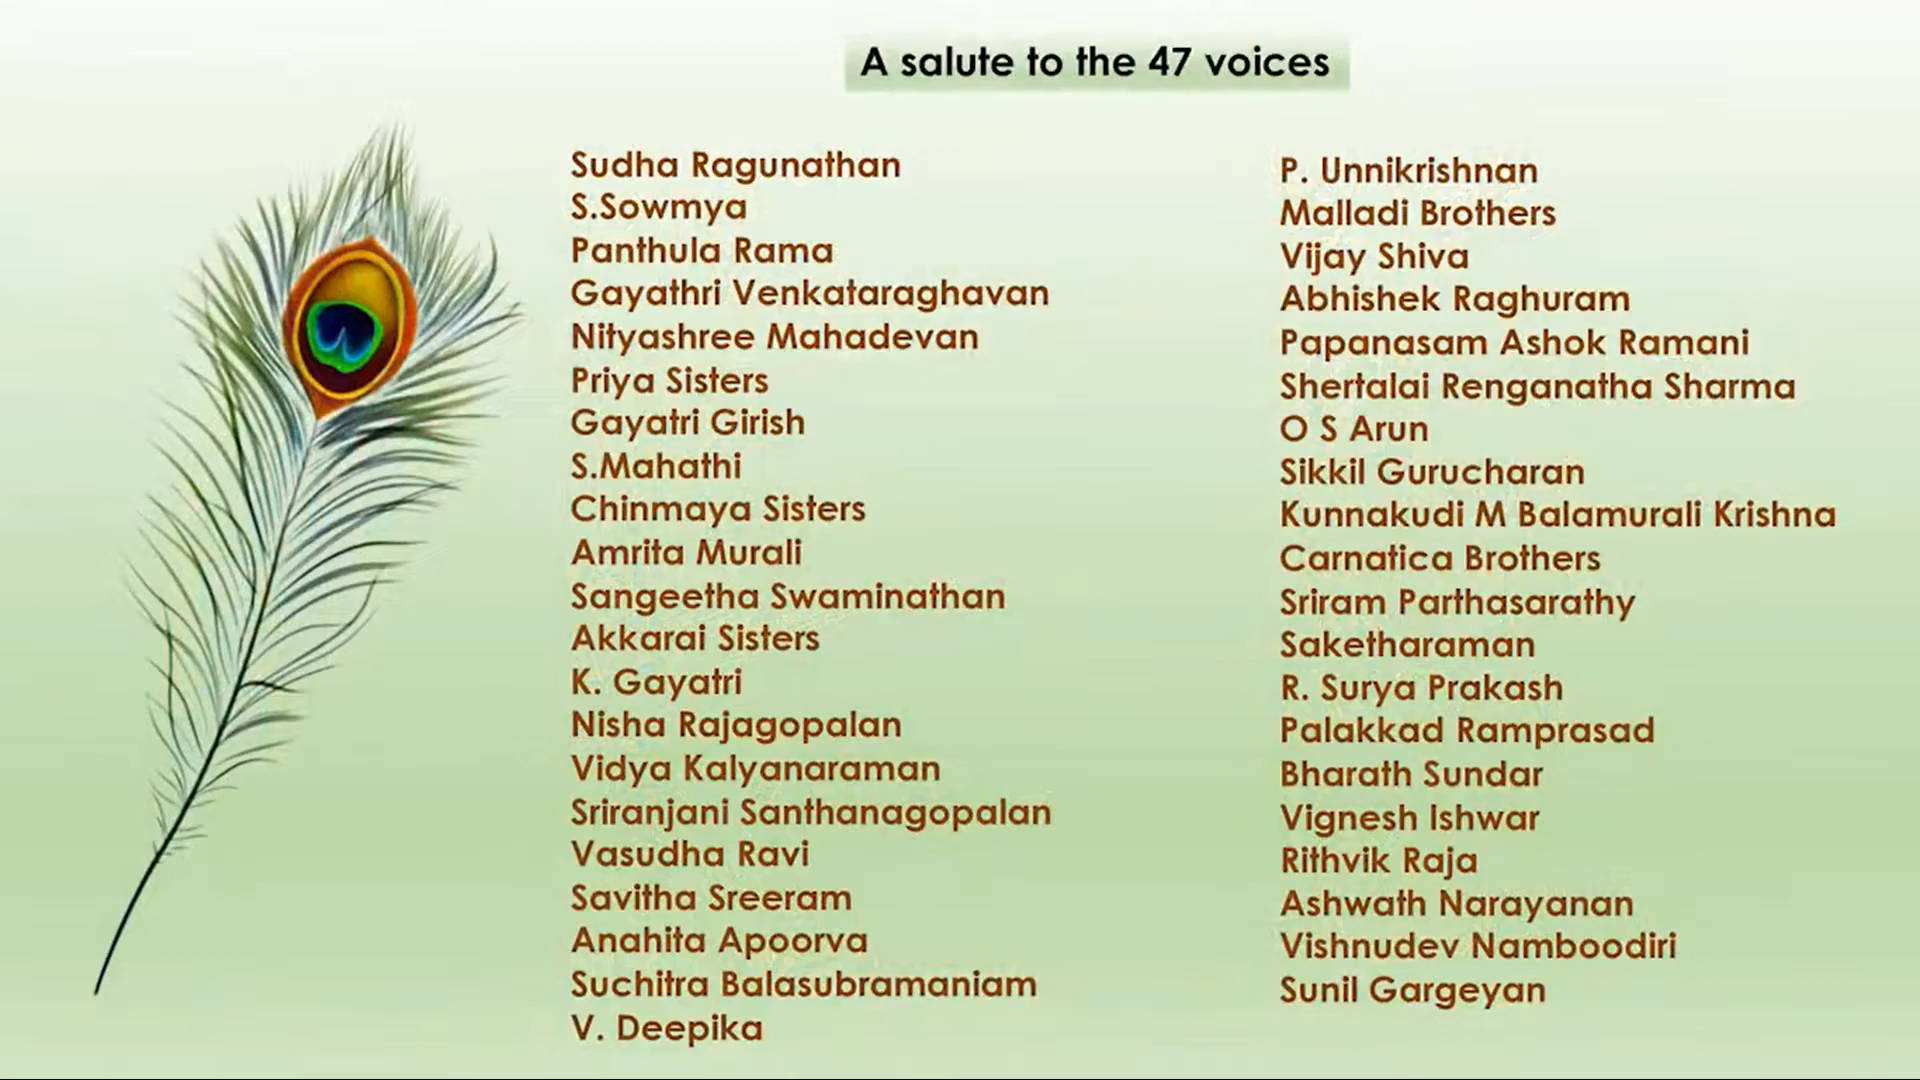 A salute to the 47 voices
Sudha Ragunathan
S.Sowmya
Panthula Rama
Gayathri Venkataraghavan
Nityashree Mahadevan
Priya Sisters
Gayatri Girish
S.Mahathi
Chinmaya Sisters
Amrita Murali
Sangeetha Swaminathan
Akkarai Sisters
K. Gayatri
Nisha Rajagopalan
Vidya Kalyanaraman
Sriranjani Santhanagopalan
Vasudha Ravi
Savitha Sreeram
Anahita Apoorva
Suchitra Balasubramaniam
V. Deepika
P. Unnikrishnan
Malladi Brothers
Vijay Shiva
Abhishek Raghuram
Papanasam Ashok Ramani
Shertalai Renganatha Sharma
O S Arun
Sikkil Gurucharan
Kunnakudi M Balamurali Krishna
Carnatica Brothers
Sriram Parthasarathy
Saketharaman
R. Surya Prakash
Palakkad Ramprasad
Bharath Sundar
Vignesh Ishwar
Rithvik Raja
Ashwath Narayanan
Vishnudev Namboodiri
Sunil Gargeyan